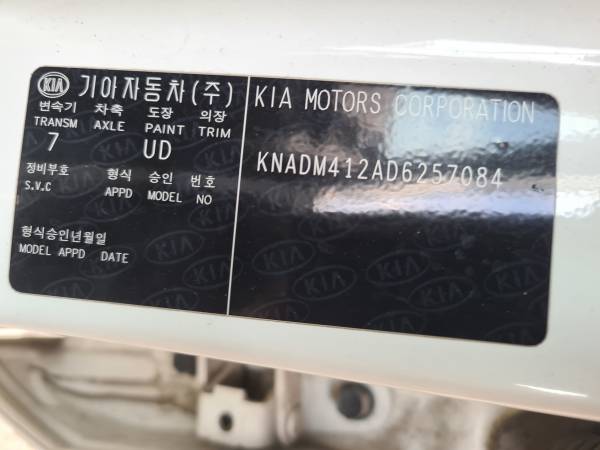 KIA 기아자동차(주)
변속기 차축 도장 의장
TRANSM AXLE PAINT TRIM
7 UD
정비부호 형식 승인 번호
S.V.C APPD MODEL NO
형식승인년월일
MODEL APPD DATE
KIA MOTORS CORPORATION
KNADM412AD6257084